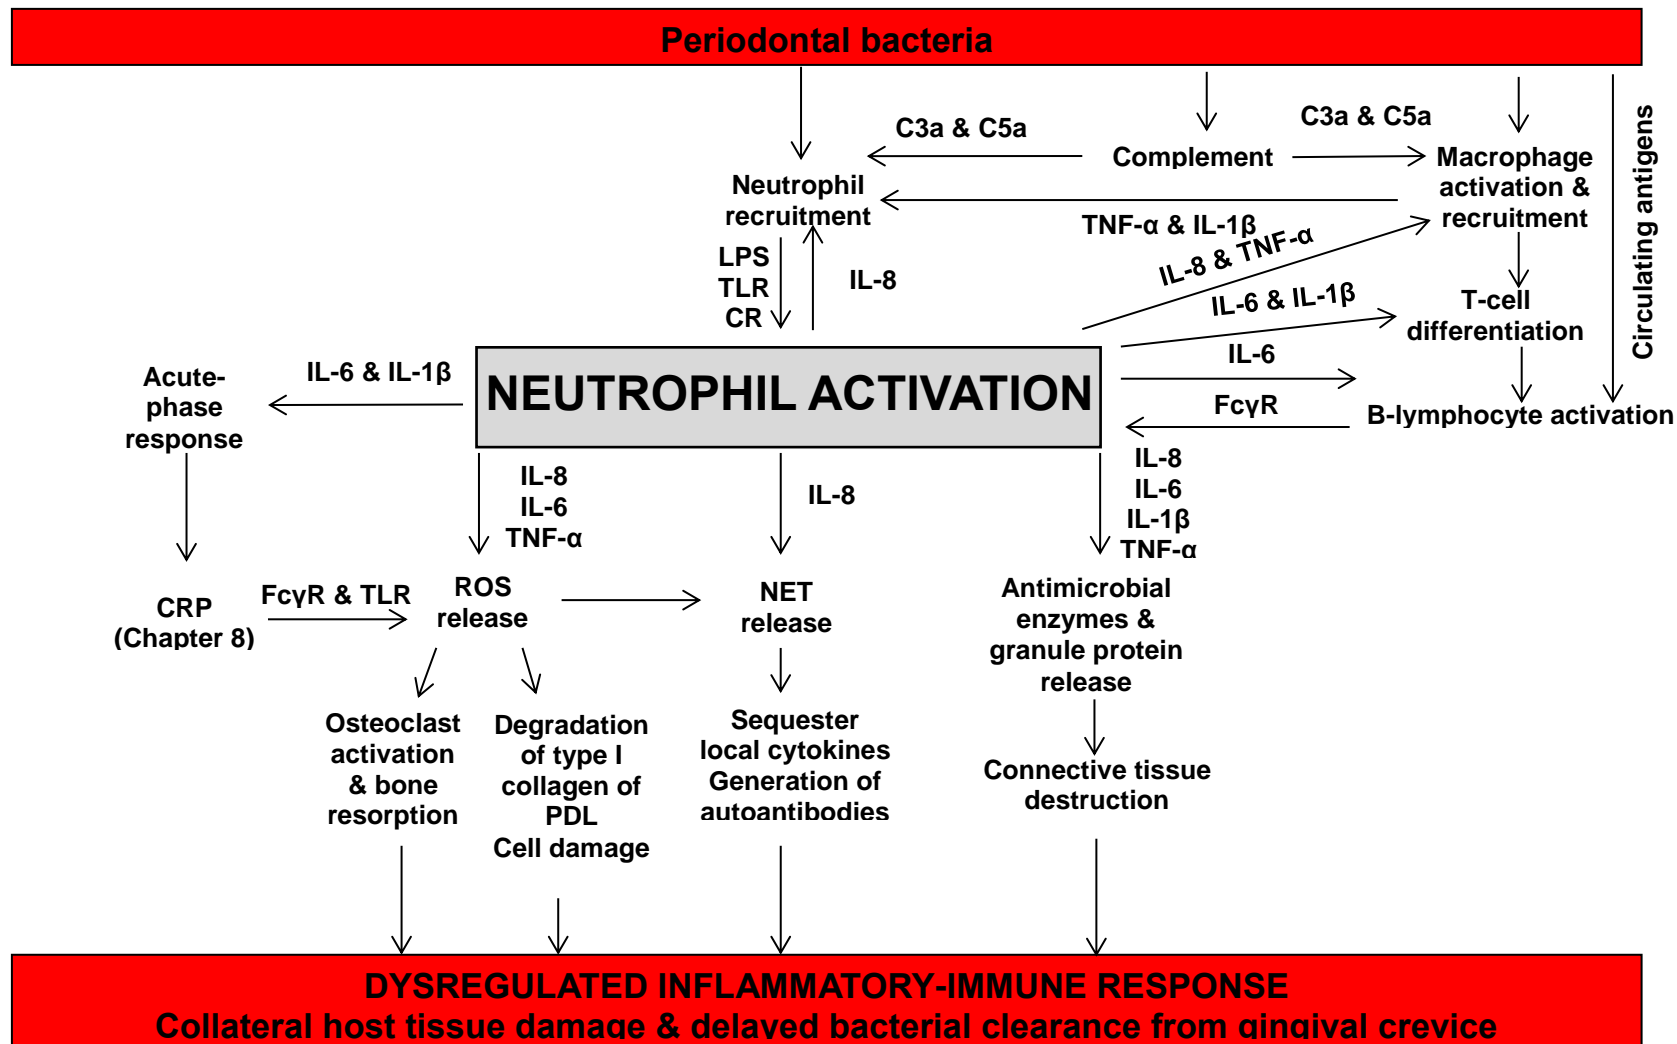 Periodontal bacteria
C3a & C5a
C3a & C5a
Complement
Macrophage
activation &
recruitment
Circulating antigens
Neutrophil
recruitment
TNF-α & IL-1β
IL-8 & TNF-α
LPS
TLR
CR
IL-8
IL-6 & IL-1β
T-cell
differentiation
IL-6
NEUTROPHIL ACTIVATION
IL-6 & IL-1β
Acute-
phase
response
FcγR
B-lymphocyte activation
IL-8
IL-6
TNF-α
IL-8
IL-8
IL-6
IL-1β
TNF-α
CRP
(Chapter 8)
FcγR & TLR
ROS
release
NET
release
Antimicrobial
enzymes &
granule protein
release
Osteoclast
activation
& bone
resorption
Degradation
of type I
collagen of
PDL
Cell damage
Sequester
local cytokines
Generation of
autoantibodies
Connective tissue
destruction
DYSREGULATED INFLAMMATORY-IMMUNE RESPONSE
Collateral host tissue damage & delayed bacterial clearance from gingival crevice